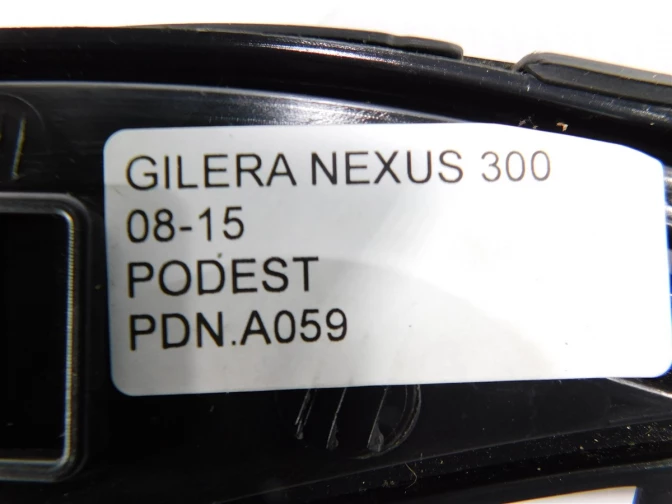 GILERA NEXUS 300
08-15
PODEST
PDN.A059